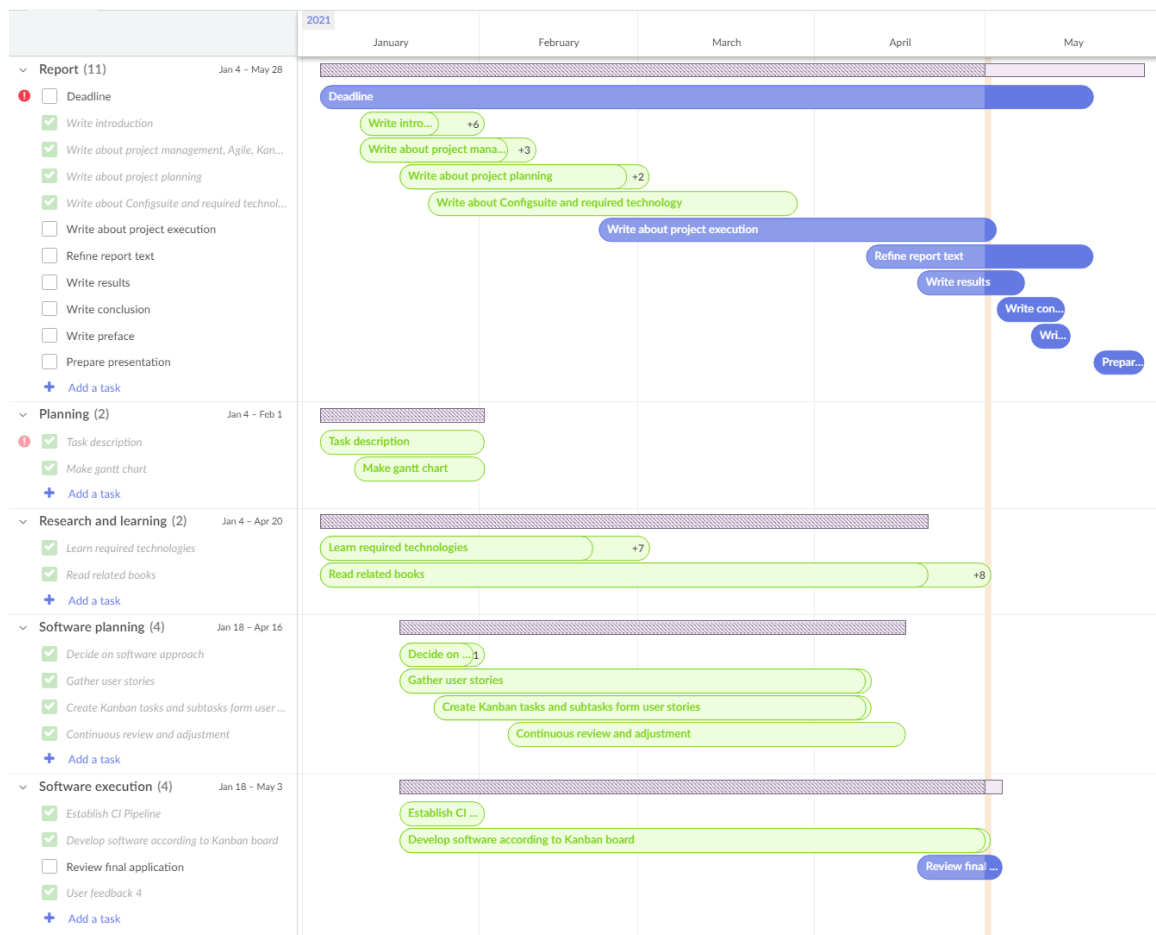 2021
January February March April May
Report (11) Jan 4 – May 28
Deadline Deadline
Write introduction Write intro... +6
Write about project management, Agile, Kan... Write about project mana... +3
Write about project planning Write about project planning +2
Write about Configsuite and required technol... Write about Configsuite and required technology
Write about project execution Write about project execution
Refine report text Refine report text
Write results Write results
Write conclusion Write con...
Write preface Wri...
Prepare presentation Prepar...
+ Add a task
Planning (2) Jan 4 – Feb 1
Task description Task description
Make gantt chart Make gantt chart
+ Add a task
Research and learning (2) Jan 4 – Apr 20
Learn required technologies Learn required technologies +7
Read related books Read related books +8
+ Add a task
Software planning (4) Jan 18 – Apr 16
Decide on software approach Decide on ... 1
Gather user stories Gather user stories
Create Kanban tasks and subtasks form user ... Create Kanban tasks and subtasks form user stories
Continuous review and adjustment Continuous review and adjustment
+ Add a task
Software execution (4) Jan 18 – May 3
Establish CI Pipeline Establish CI ...
Develop software according to Kanban board Develop software according to Kanban board
Review final application Review final ...
User feedback 4
+ Add a task